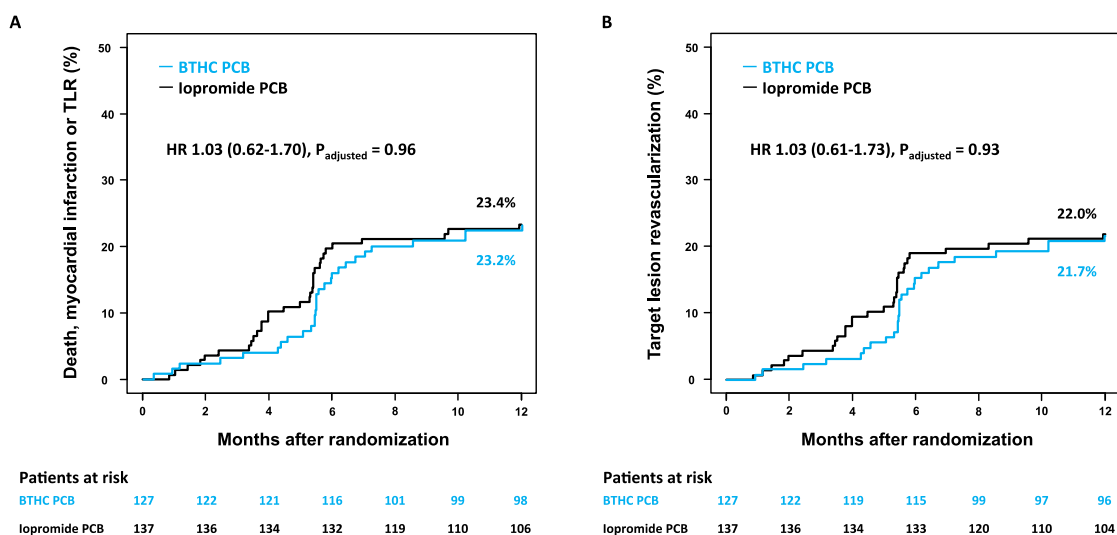 A
Death, myocardial infarction or TLR (%)
50
40
30
20
10
0
BTHC PCB
Iopromide PCB
HR 1.03 (0.62-1.70), Padjusted = 0.96
23.4%
23.2%
0 2 4 6 8 10 12
Months after randomization
Patients at risk
BTHC PCB 127 122 121 116 101 99 98
Iopromide PCB 137 136 134 132 119 110 106
B
Target lesion revascularization (%)
50
40
30
20
10
0
BTHC PCB
Iopromide PCB
HR 1.03 (0.61-1.73), Padjusted = 0.93
22.0%
21.7%
0 2 4 6 8 10 12
Months after randomization
Patients at risk
BTHC PCB 127 122 119 115 99 97 96
Iopromide PCB 137 136 134 133 120 110 104